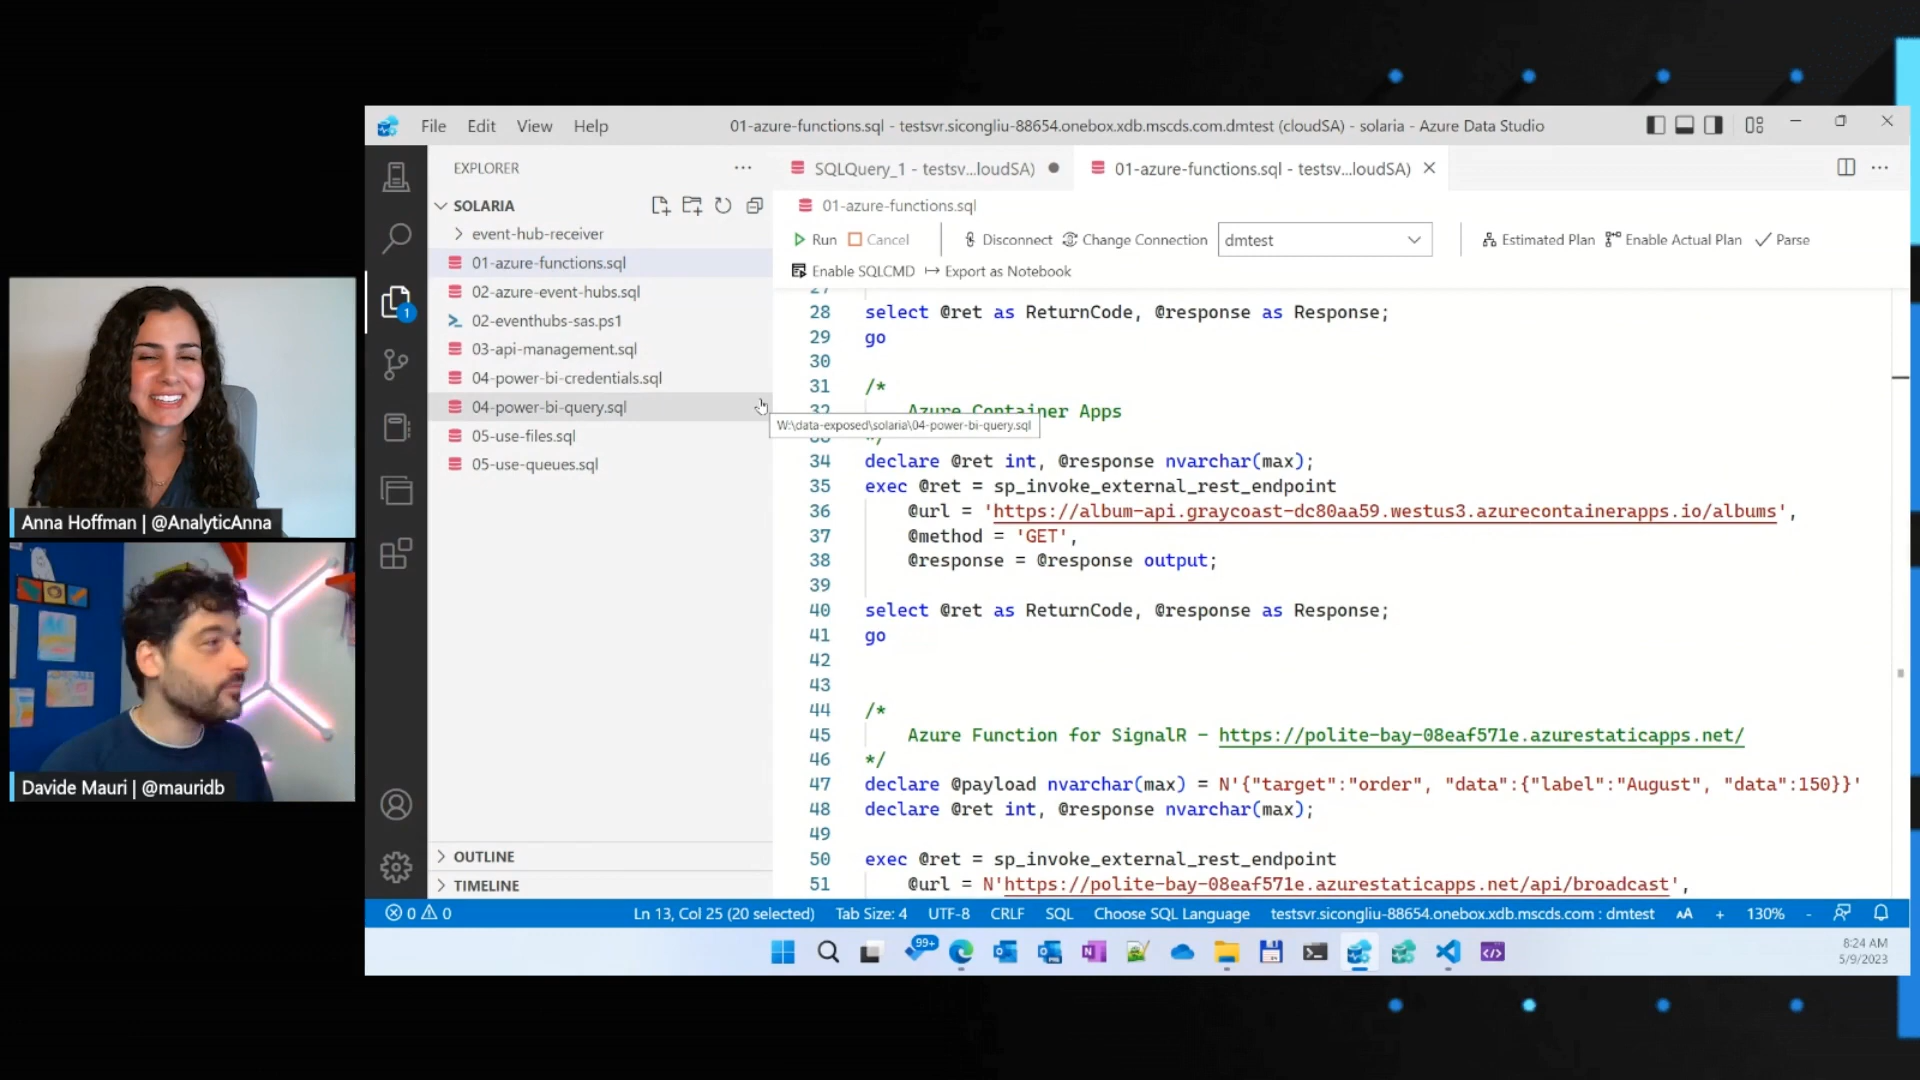 File Edit View Help
01-azure-functions.sql - testsvr.sicongliu-88654.onebox.xdb.mscds.com.dmtest (cloudSA) - solaria - Azure Data Studio
EXPLORER
SOLARIA
event-hub-receiver
01-azure-functions.sql
02-azure-event-hubs.sql
02-eventhubs-sas.ps1
03-api-management.sql
04-power-bi-credentials.sql
04-power-bi-query.sql
05-use-files.sql
05-use-queues.sql
OUTLINE
TIMELINE
1
SQLQuery_1 - testsv...loudSA)
01-azure-functions.sql - testsv...loudSA)
01-azure-functions.sql
Run Cancel Disconnect Change Connection dmtest Estimated Plan Enable Actual Plan Parse
Enable SQLCMD Export as Notebook
27
28 select @ret as ReturnCode, @response as Response;
29 go
30
31 /*
32 Azure Container Apps
W:\data-exposed\solaria\04-power-bi-query.sql
*/
34 declare @ret int, @response nvarchar(max);
35 exec @ret = sp_invoke_external_rest_endpoint
36 @url = 'https://album-api.graycoast-dc80aa59.westus3.azurecontainerapps.io/albums',
37 @method = 'GET',
38 @response = @response output;
39
40 select @ret as ReturnCode, @response as Response;
41 go
42
43
44 /*
45 Azure Function for SignalR - https://polite-bay-08eaf571e.azurestaticapps.net/
46 */
47 declare @payload nvarchar(max) = N'{"target":"order", "data":{"label":"August", "data":150}}'
48 declare @ret int, @response nvarchar(max);
49
50 exec @ret = sp_invoke_external_rest_endpoint
51 @url = N'https://polite-bay-08eaf571e.azurestaticapps.net/api/broadcast',
0 0 Ln 13, Col 25 (20 selected) Tab Size: 4 UTF-8 CRLF SQL Choose SQL Language testsvr.sicongliu-88654.onebox.xdb.mscds.com : dmtest AA + 130% -
99+
8:24 AM
5/9/2023
Anna Hoffman | @AnalyticAnna
Davide Mauri | @mauridb